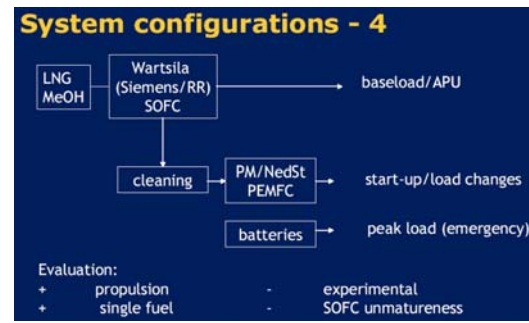 System configurations - 4
LNG
MeOH
Wartsila
(Siemens/RR)
SOFC
baseload/APU
cleaning
PM/NedSt
PEMFC
start-up/load changes
batteries
peak load (emergency)
Evaluation:
+ propulsion - experimental
+ single fuel - SOFC unmatureness